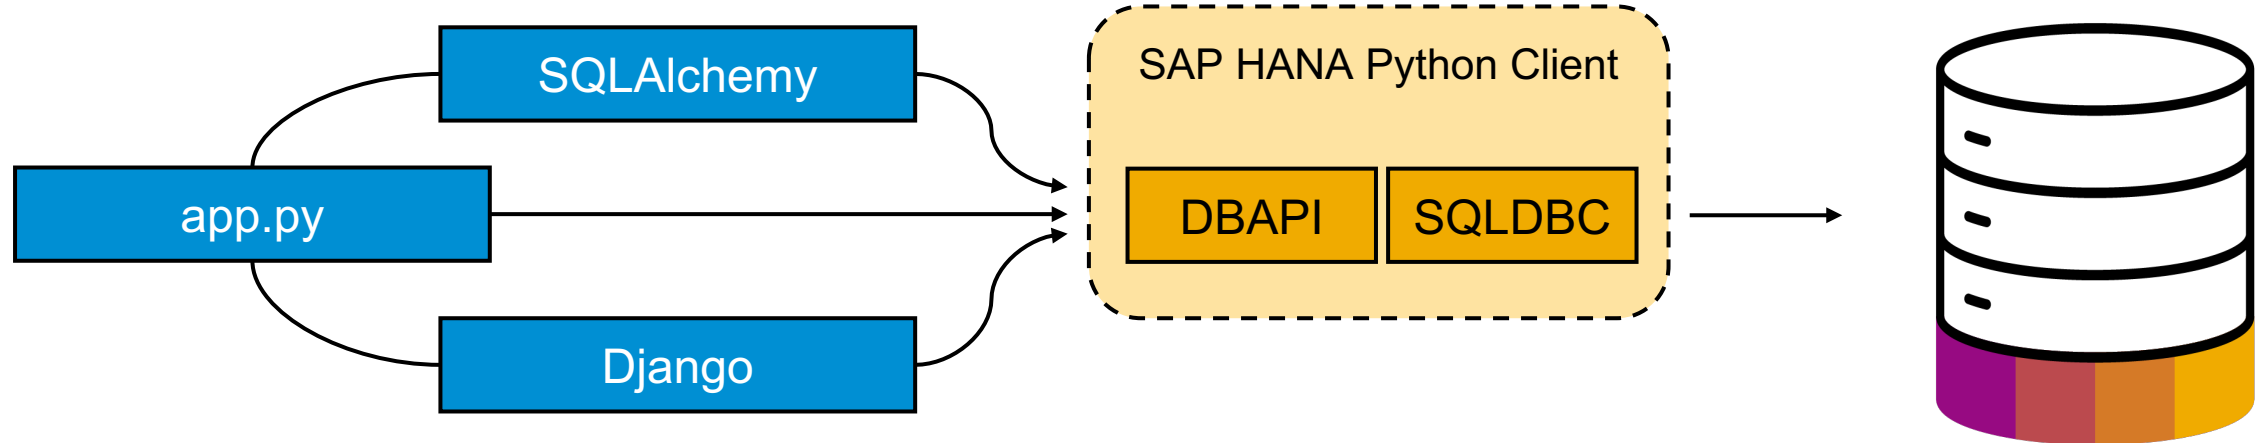 SQLAlchemy
app.py
Django
SAP HANA Python Client
DBAPI
SQLDBC